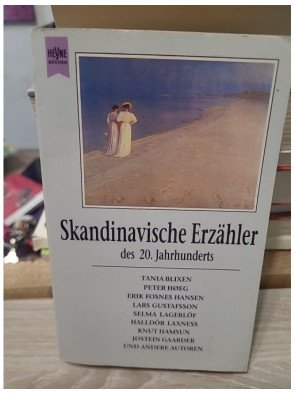 HEYNE
BÜCHER
Skandinavische Erzähler
des 20. Jahrhunderts
TANIA BLIXEN
PETER HØEG
ERIK FOSNES HANSEN
LARS GUSTAFSSON
SELMA LAGERLÖF
HALLDÓR LAXNESS
KNUT HAMSUN
JOSTEIN GAARDER
UND ANDERE AUTOREN